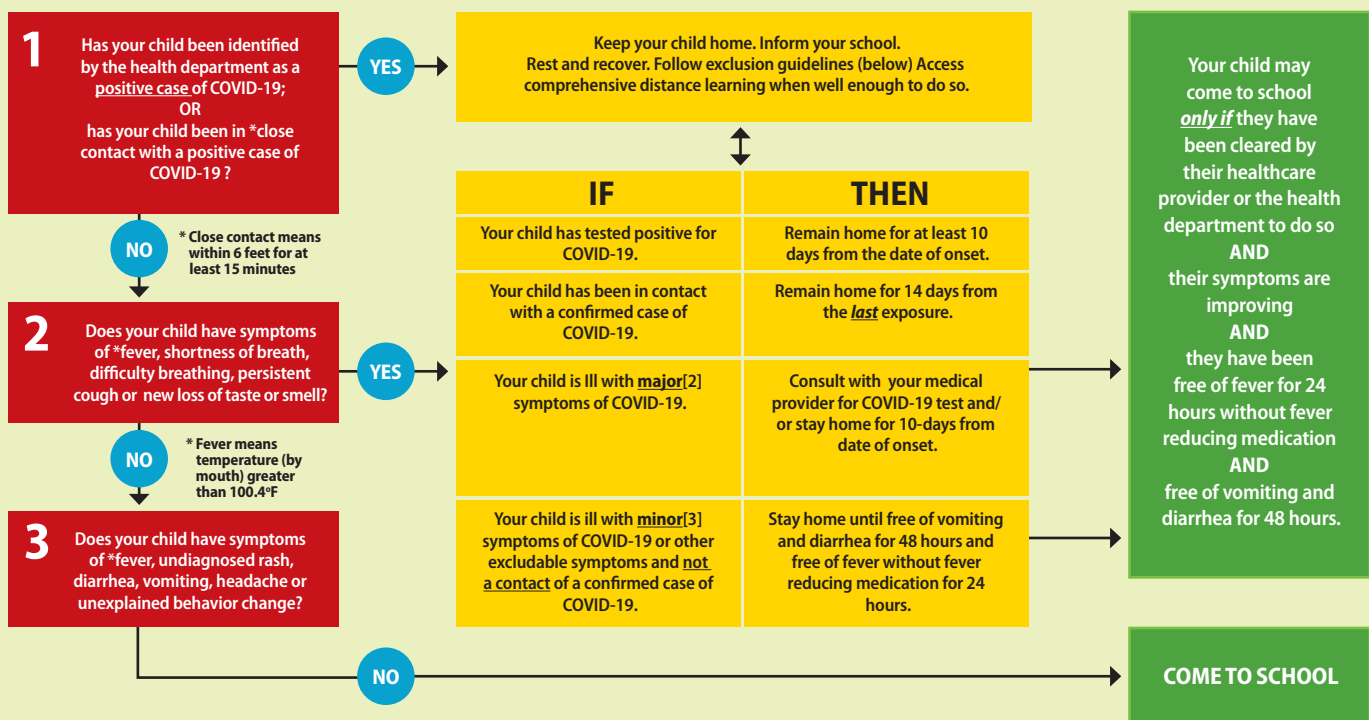 1
Has your child been identified
by the health department as a
positive case of COVID-19;
OR
has your child been in *close
contact with a positive case of
COVID-19 ?
YES
Keep your child home. Inform your school.
Rest and recover. Follow exclusion guidelines (below) Access
comprehensive distance learning when well enough to do so.
NO
* Close contact means
within 6 feet for at
least 15 minutes
2
Does your child have symptoms
of *fever, shortness of breath,
difficulty breathing, persistent
cough or new loss of taste or smell?
YES
NO
* Fever means
temperature (by
mouth) greater
than 100.4ºF
3
Does your child have symptoms
of *fever, undiagnosed rash,
diarrhea, vomiting, headache or
unexplained behavior change?
NO
IF
THEN
Your child has tested positive for
COVID-19.
Remain home for at least 10
days from the date of onset.
Your child has been in contact
with a confirmed case of
COVID-19.
Remain home for 14 days from
the last exposure.
Your child is Ill with major[2]
symptoms of COVID-19.
Consult with your medical
provider for COVID-19 test and/
or stay home for 10-days from
date of onset.
Your child is ill with minor[3]
symptoms of COVID-19 or other
excludable symptoms and not
a contact of a confirmed case of
COVID-19.
Stay home until free of vomiting
and diarrhea for 48 hours and
free of fever without fever
reducing medication for 24
hours.
Your child may
come to school
only if they have
been cleared by
their healthcare
provider or the health
department to do so
AND
their symptoms are
improving
AND
they have been
free of fever for 24
hours without fever
reducing medication
AND
free of vomiting and
diarrhea for 48 hours.
COME TO SCHOOL